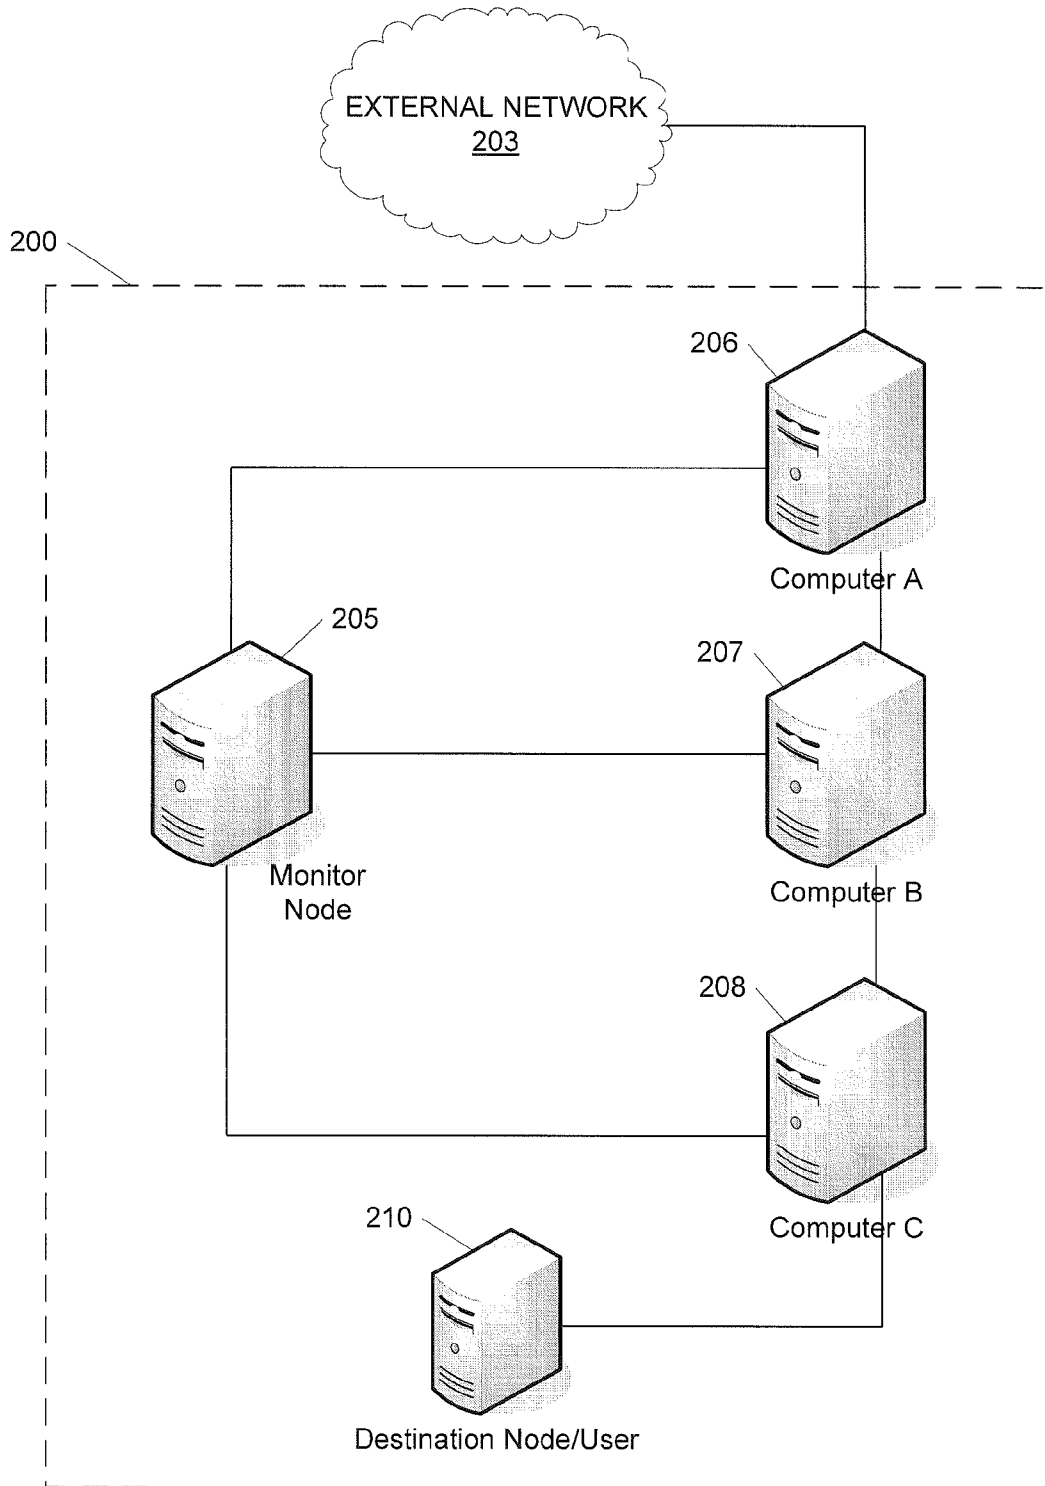 EXTERNAL NETWORK
203
200
206
Computer A
205
207
Monitor
Node
Computer B
208
210
Computer C
Destination Node/User